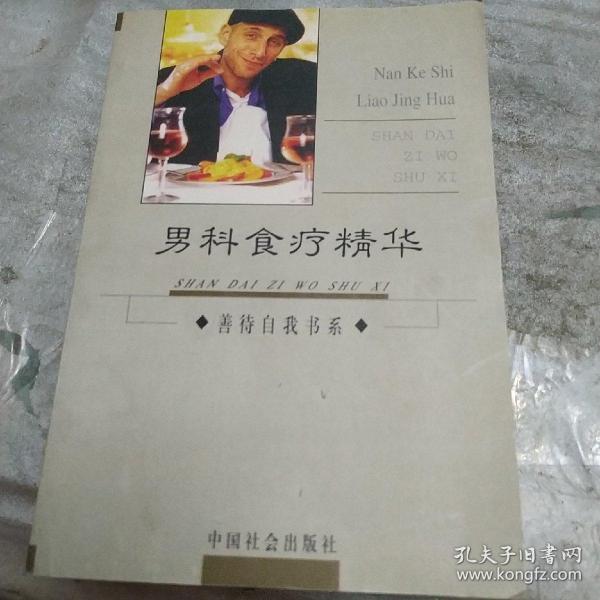 Nan Ke Shi
Liao Jing Hua
SHAN DAI
ZI WO
SHU XI
男科食疗精华
SHAN DAI ZI WO SHU XI
◆善待自我书系◆
中国社会出版社
孔夫子旧书网
www.kongfz.com